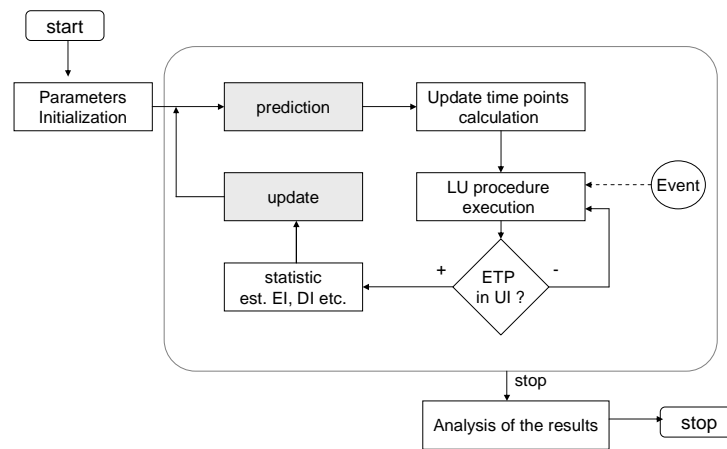 start
Parameters
Initialization
prediction
Update time points
calculation
update
LU procedure
execution
Event
statistic
est. EI, DI etc.
+
ETP
in UI ?
-
stop
Analysis of the results
stop